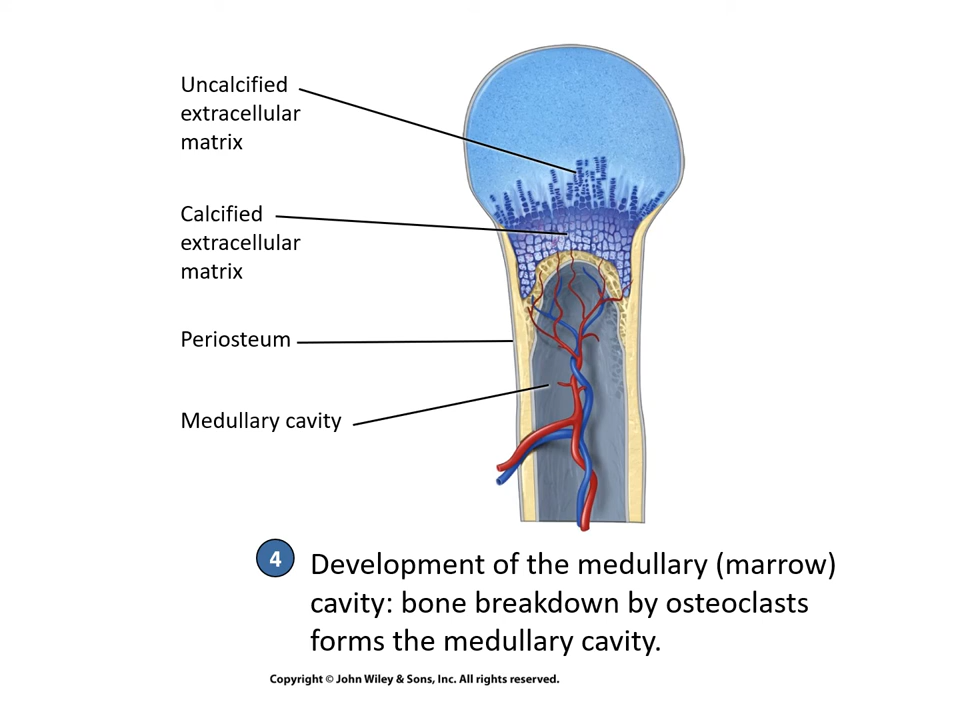 Uncalcified
extracellular
matrix
Calcified
extracellular
matrix
Periosteum
Medullary cavity
4
Development of the medullary (marrow)
cavity: bone breakdown by osteoclasts
forms the medullary cavity.
Copyright © John Wiley & Sons, Inc. All rights reserved.